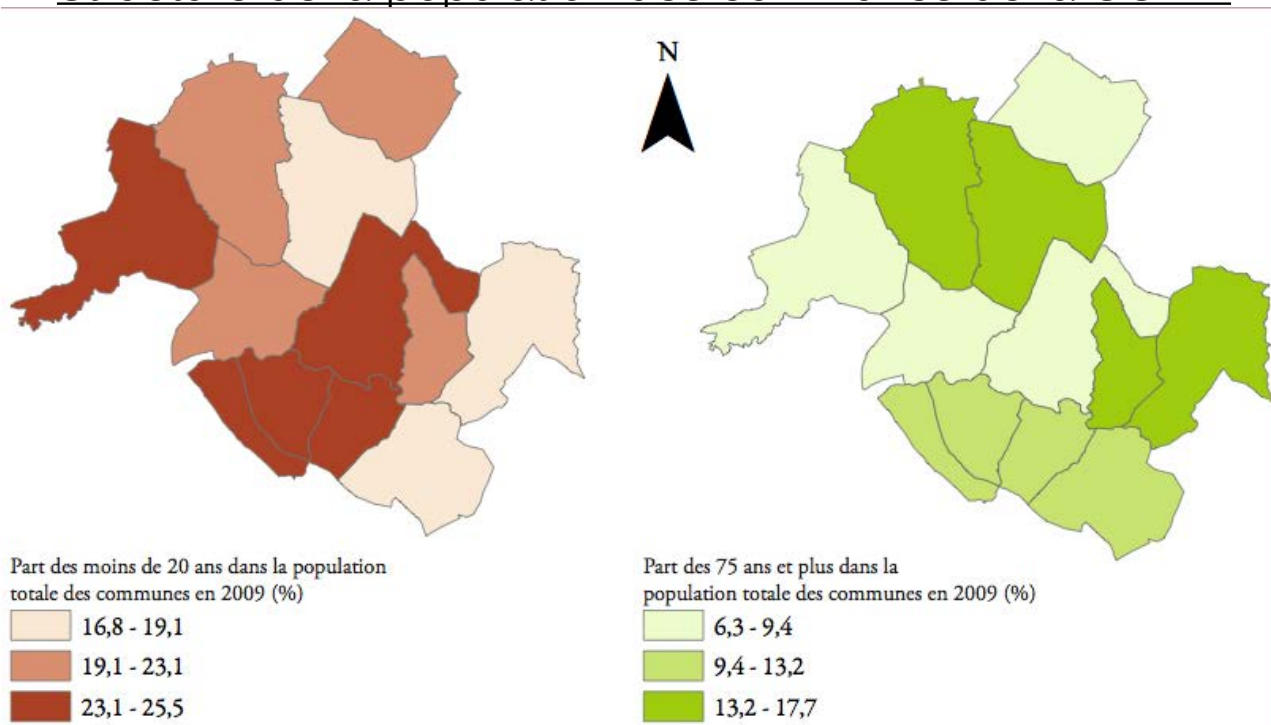 N
Part des moins de 20 ans dans la population
totale des communes en 2009 (%)
16,8 - 19,1
19,1 - 23,1
23,1 - 25,5
Part des 75 ans et plus dans la
population totale des communes en 2009 (%)
6,3 - 9,4
9,4 - 13,2
13,2 - 17,7